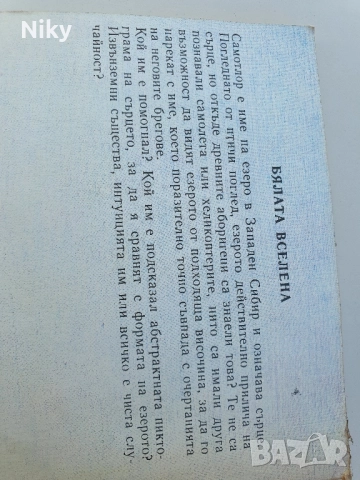 Niky
БЯЛАТА ВСЕЛЕНА
Самотлор е име на езеро в Западен Сибир и означава сърце.
Погледнато от птичи поглед, езерото действително прилича на
сърце, но откъде древните аборигени са знаели това? Те не са
познавали самолета или хеликоптерите, нито са имали друга
възможност да видят езерото от подходяща височина, за да го
нарекат с име, което поразително точно съвпада с очертанията
на неговите брегове.
Кой им е помогнал? Кой им е подсказал абстрактната пикто-
грама на сърцето, за да я сравнят с формата на езерото?
Извънземни същества, интуицията им или всичко е чиста слу-
чайност?
BAZAR
bg